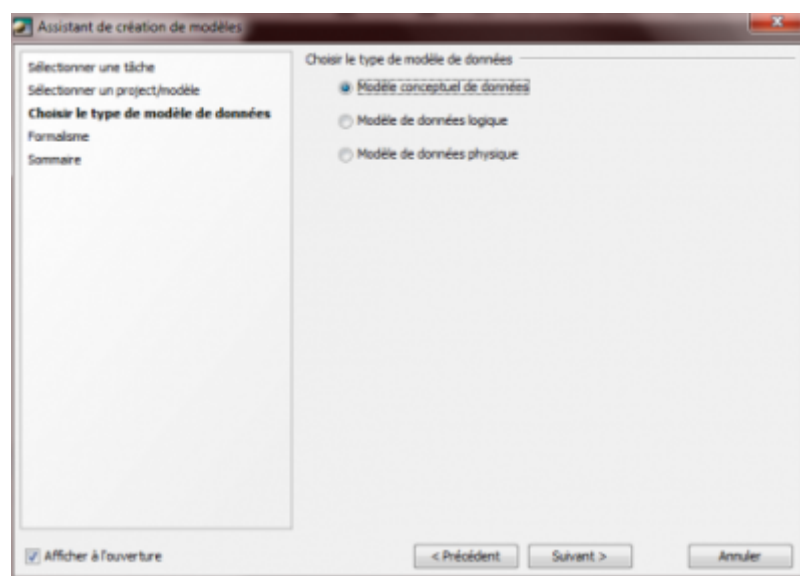 Assistant de création de modèles
Sélectionner une tâche
Sélectionner un project/modèle
Choisir le type de modèle de données
Formalisme
Sommaire
Choisir le type de modèle de données
Modèle conceptuel de données
Modèle de données logique
Modèle de données physique
Afficher à l'ouverture
< Précédent
Suivant >
Annuler